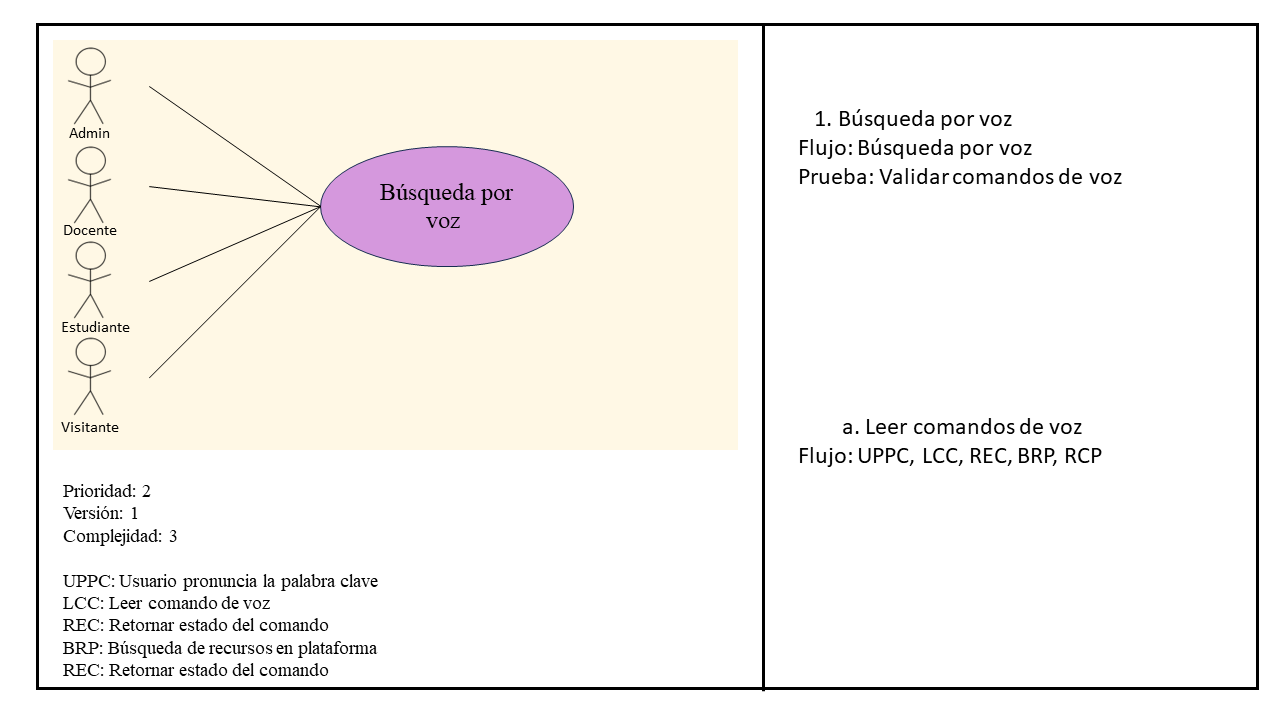 Admin
Docente
Estudiante
Visitante
Búsqueda por
voz
Prioridad: 2
Versión: 1
Complejidad: 3
UPPC: Usuario pronuncia la palabra clave
LCC: Leer comando de voz
REC: Retornar estado del comando
BRP: Búsqueda de recursos en plataforma
REC: Retornar estado del comando
1. Búsqueda por voz
Flujo: Búsqueda por voz
Prueba: Validar comandos de voz
a. Leer comandos de voz
Flujo: UPPC, LCC, REC, BRP, RCP